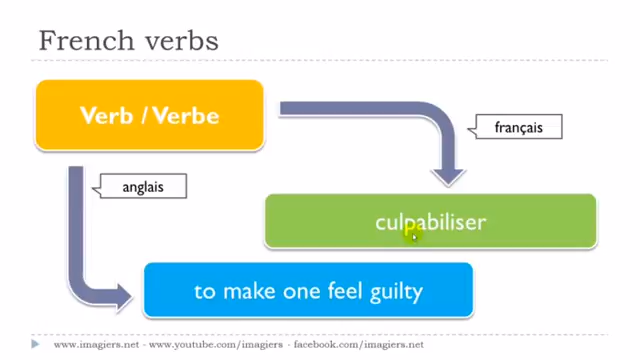 French verbs
Verb / Verbe
français
anglais
culpabiliser
to make one feel guilty
www.imagiers.net - www.youtube.com/imagiers - facebook.com/imagiers.net